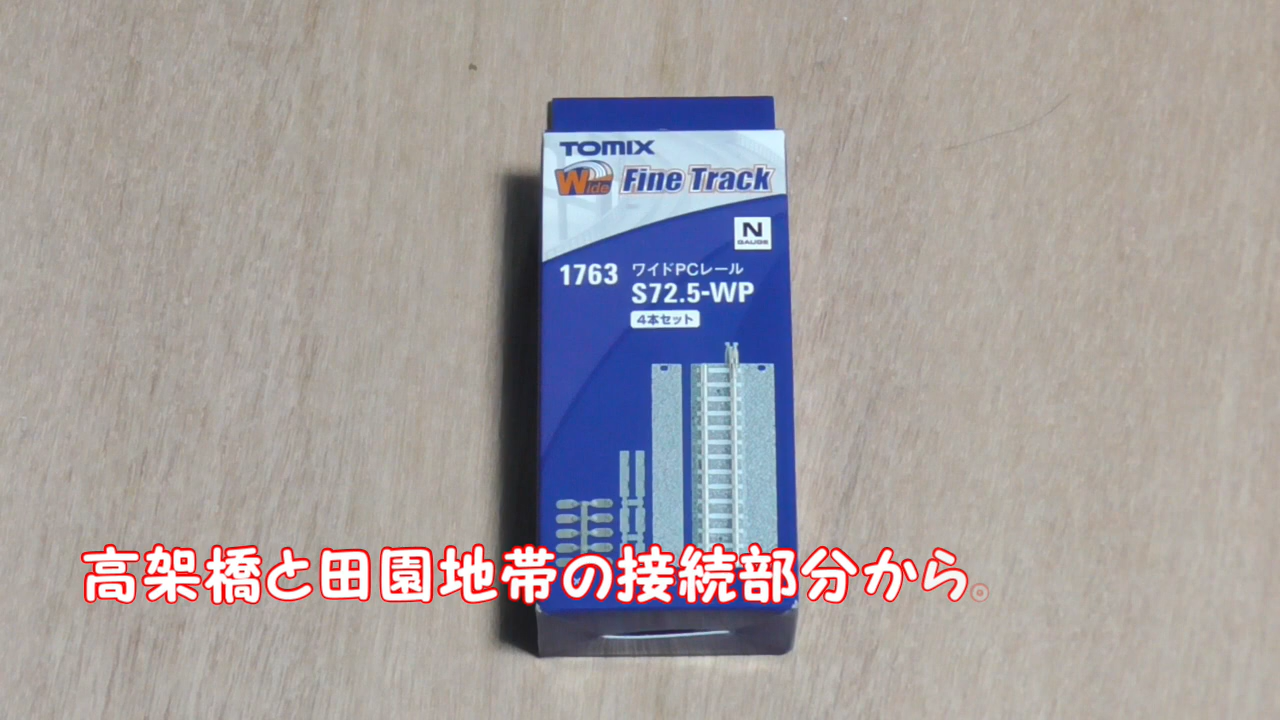 TOMIX
Wide Fine Track
N
GAUGE
1763 ワイドPCレール
S72.5-WP
4本セット
高架橋と田園地帯の接続部分から。